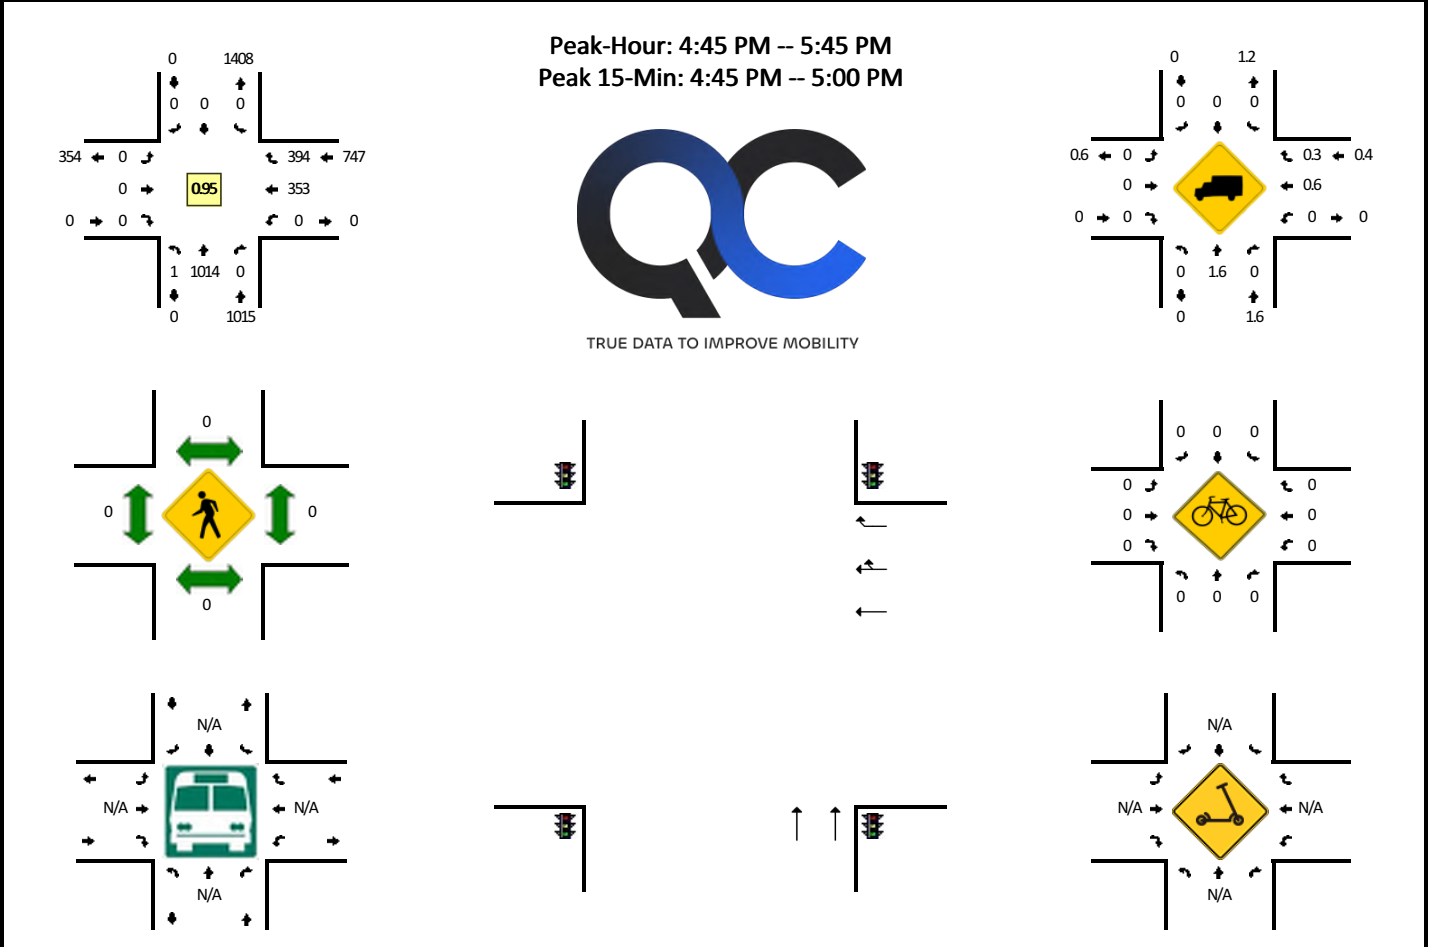 Peak-Hour: 4:45 PM -- 5:45 PM
Peak 15-Min: 4:45 PM -- 5:00 PM
0 1408
0 0 0
354 0 394 747
0 0.95 353
0 0 0 0
1 1014 0
0 1015
QC
TRUE DATA TO IMPROVE MOBILITY
0 1.2
0 0 0
0.6 0 0.3 0.4
0 0.6
0 0 0 0
0 1.6 0
0 1.6
0
0 0
0
0 0 0
0 0
0 0
0 0
0 0 0
N/A
N/A N/A
N/A
N/A
N/A N/A
N/A